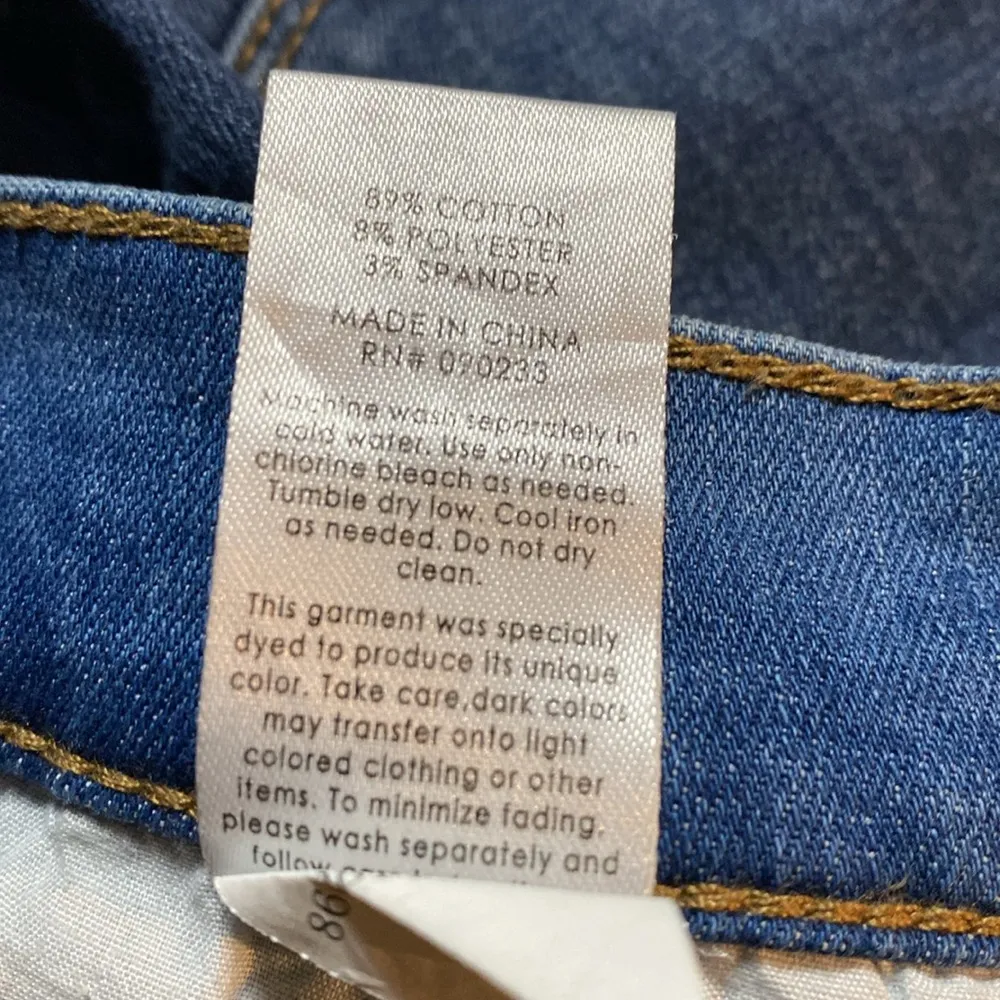 89% COTTON
8% POLYESTER
3% SPANDEX
MADE IN CHINA
RN# 090233
Machine wash separately in
cold water. Use only non-
chlorine bleach as needed.
Tumble dry low. Cool iron
as needed. Do not dry
clean.
This garment was specially
dyed to produce its unique
color. Take care,dark colors
may transfer onto light
colored clothing or other
items. To minimize fading,
please wash separately and
follow